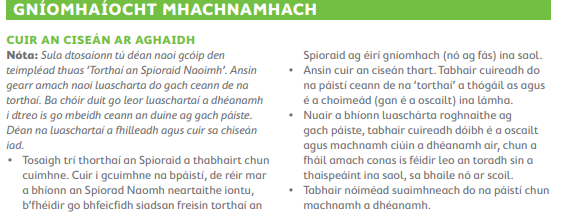 GNÍOMHAÍOCHT MHACHNAMHACH
CUIR AN CISEÁN AR AGHAIDH
Nóta: Sula dtosaíonn tú déan naoi gcóip den
teimpléad thuas 'Torthaí an Spioraid Naoimh'. Ansin
gearr amach naoi luascharta do gach ceann de na
torthaí. Ba chóir duit go leor luaschartaí a dhéanamh
i dtreo is go mbeidh ceann an duine ag gach páiste.
Déan na luaschartaí a fhilleadh agus cuir sa chiseán
iad.
• Tosaigh trí thorthaí an Spioraid a thabhairt chun
cuimhne. Cuir i gcuimhne na bpáistí, de réir mar
a bhíonn an Spiorad Naomh neartaithe iontu,
b'fhéidir go bhfeicfidh siadsan freisin torthaí an
Spioraid ag éirí gníomhach (nó ag fás) ina saol.
• Ansin cuir an ciseán thart. Tabhair cuireadh do
na páistí ceann de na 'torthaí' a thógáil as agus
é a choimeád (gan é a oscailt) ina lámha.
• Nuair a bhíonn luaschárta roghnaithe ag
gach páiste, tabhair cuireadh dóibh é a oscailt
agus machnamh ciúin a dhéanamh air, chun a
fháil amach conas is féidir leo an toradh sin a
thaispeáint ina saol, sa bhaile nó ar scoil.
• Tabhair nóiméad suaimhneach do na páistí chun
machnamh a dhéanamh.